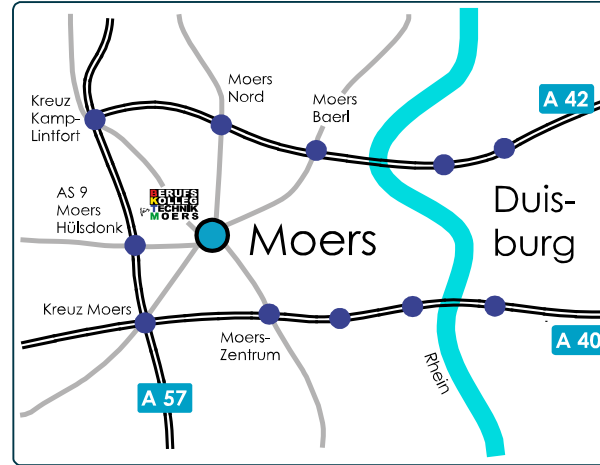 Kreuz
Kamp-
Lintfort
Moers
Nord
Moers
Baerl
A 42
AS 9
Moers
Hülsdonk
BERUFS
KOLLEG
für TECHNIK
MOERS
Moers
Duis-
burg
Kreuz Moers
Moers-
Zentrum
A 40
Rhein
A 57